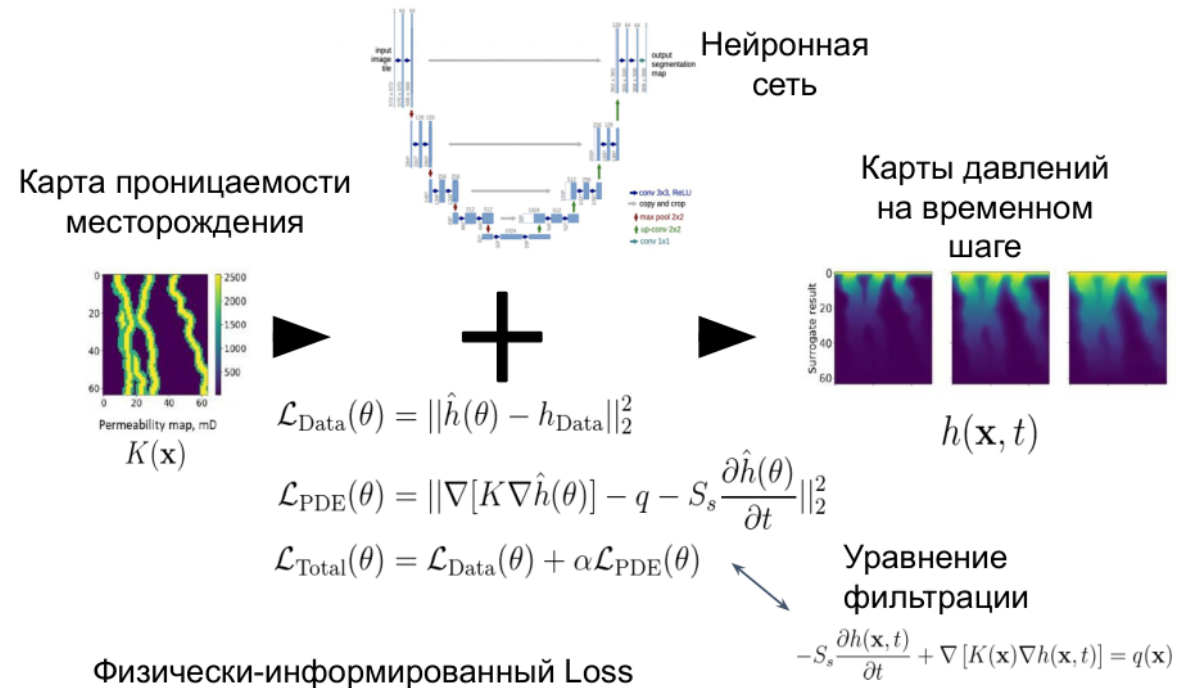 Нейронная
сеть
input
image
tile
output
segmentation
map
conv 3x3, ReLU
copy and crop
max pool 2x2
up-conv 2x2
conv 1x1
Карта проницаемости
месторождения
0
20
40
60
0 20 40 60
2500
2000
1500
1000
500
Permeability map, mD
K(𝐱)
Карты давлений
на временном
шаге
Surrogate result
0
20
40
60
h(𝐱, t)
ℒ_Data(θ) = ||ĥ(θ) − h_Data||₂²
ℒ_PDE(θ) = ||∇[K∇ĥ(θ)] − q − S_s ∂ĥ(θ)/∂t||₂²
ℒ_Total(θ) = ℒ_Data(θ) + αℒ_PDE(θ)
Уравнение
фильтрации
−S_s ∂h(𝐱, t)/∂t + ∇ [K(𝐱)∇h(𝐱, t)] = q(𝐱)
Физически-информированный Loss